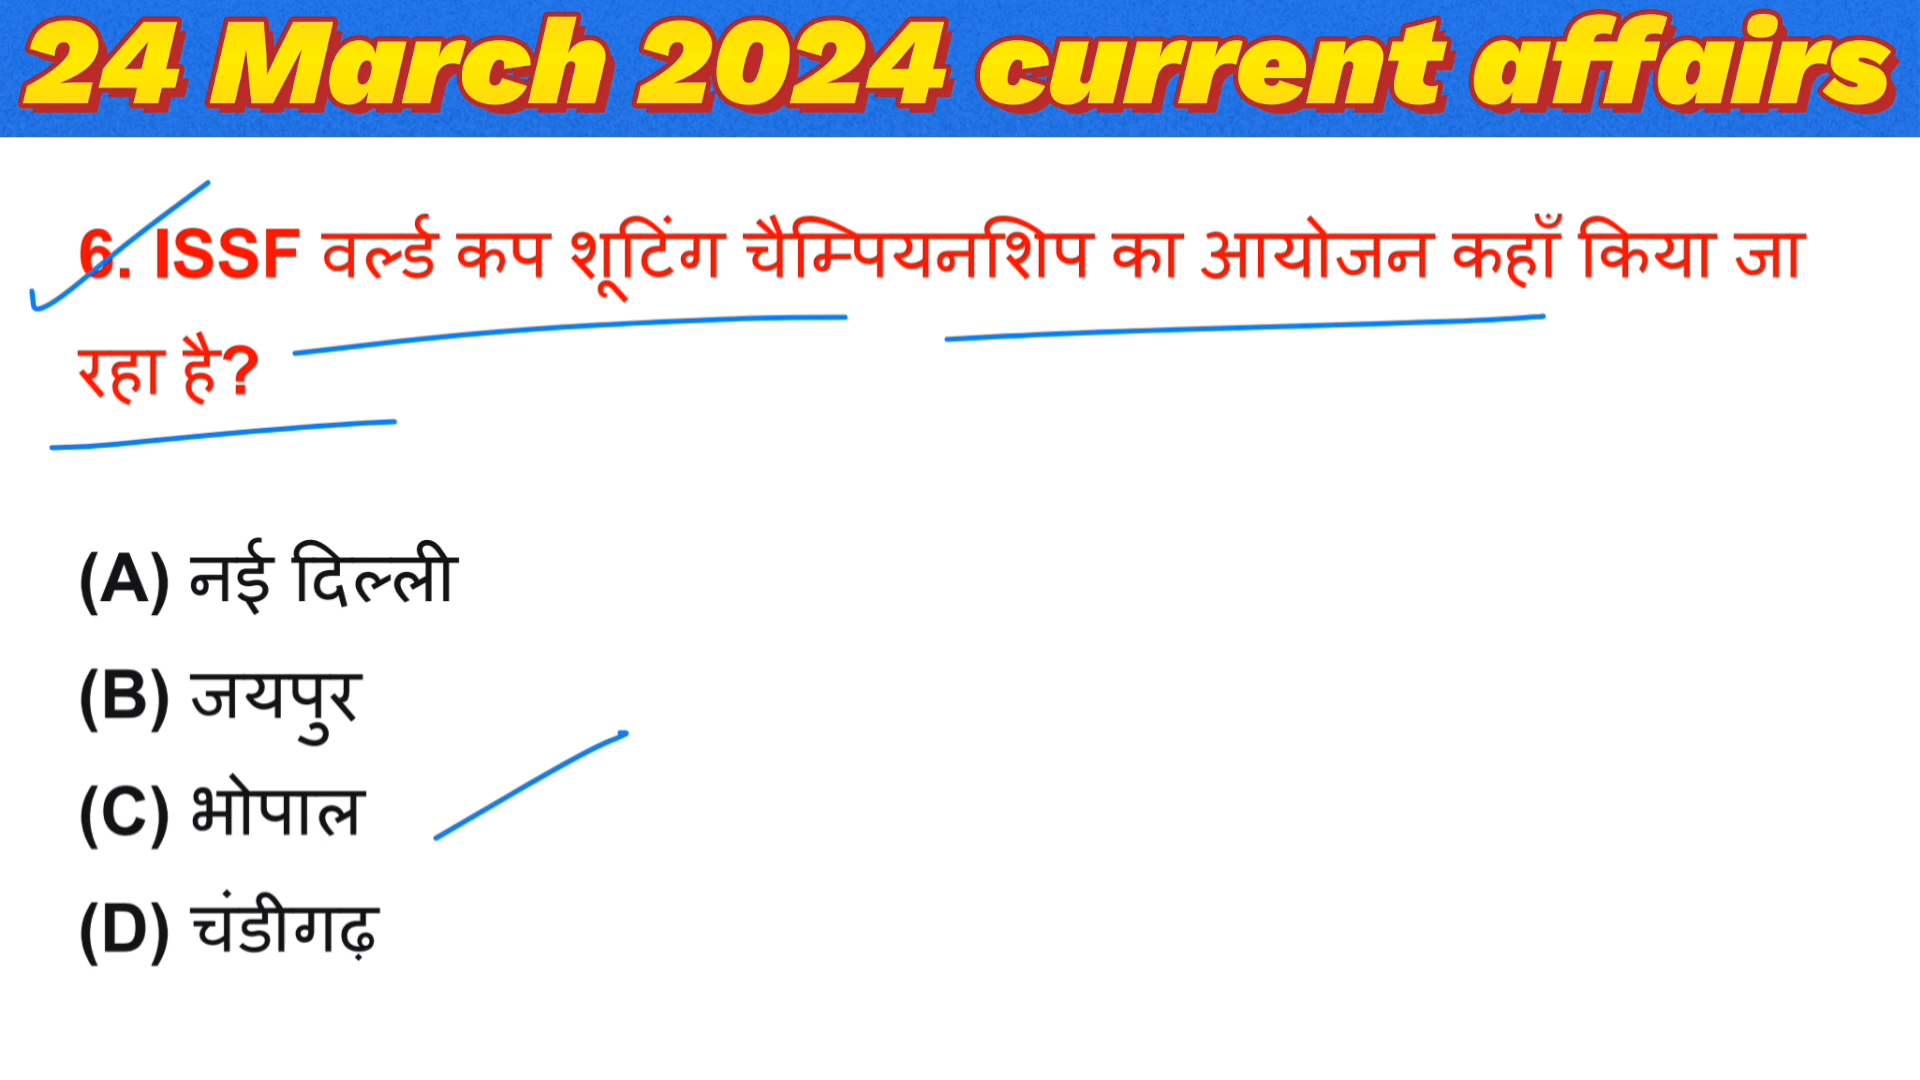 24 March 2024 current affairs
6. ISSF वर्ल्ड कप शूटिंग चैम्पियनशिप का आयोजन कहाँ किया जा
रहा है?
(A) नई दिल्ली
(B) जयपुर
(C) भोपाल
(D) चंडीगढ़